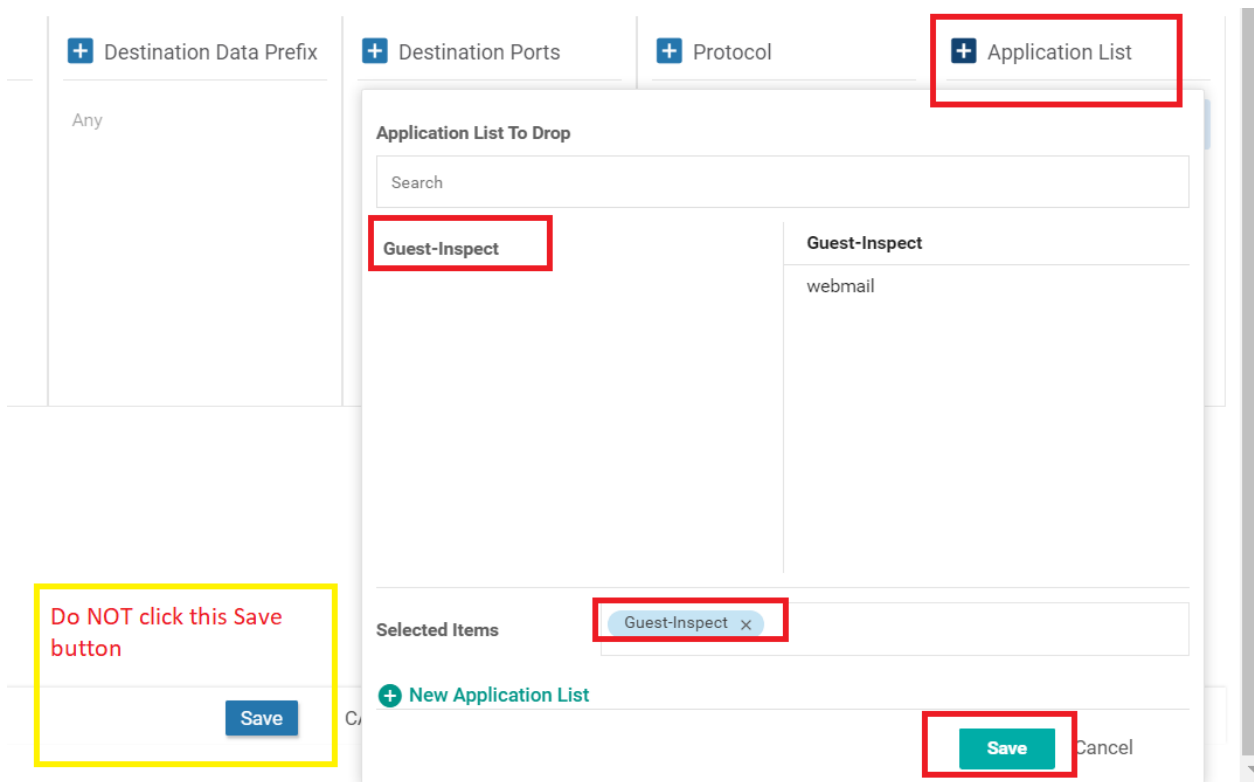 Destination Data Prefix
Destination Ports
Protocol
Application List
Any
Application List To Drop
Search
Guest-Inspect
Guest-Inspect
webmail
Do NOT click this Save
button
Selected Items
Guest-Inspect ×
New Application List
Save
Save
Cancel